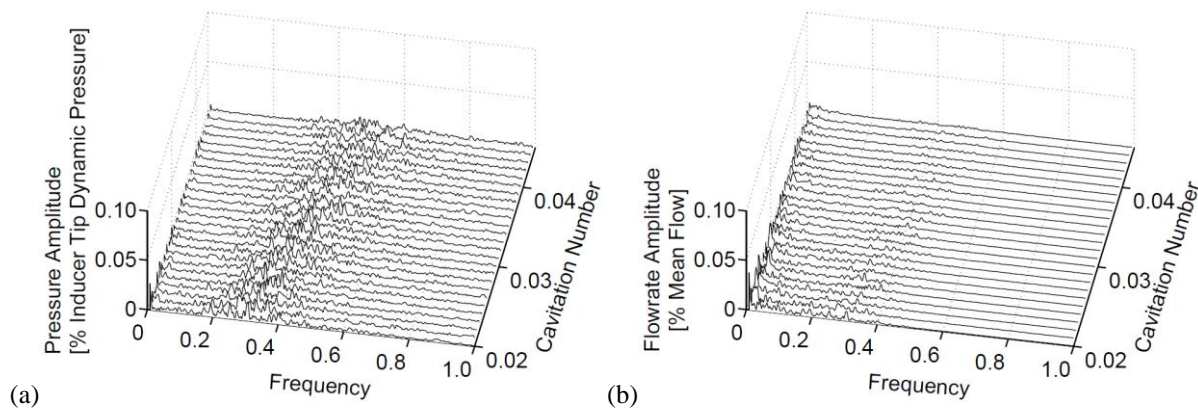 Pressure Amplitude
[% Inducer Tip Dynamic Pressure]
0.10
0.05
0
0
0.2
0.4
0.6
0.8
1.0
Frequency
0.02
0.03
0.04
Cavitation Number
(a)
Flowrate Amplitude
[% Mean Flow]
0.10
0.05
0
0
0.2
0.4
0.6
0.8
1.0
Frequency
0.02
0.03
0.04
Cavitation Number
(b)